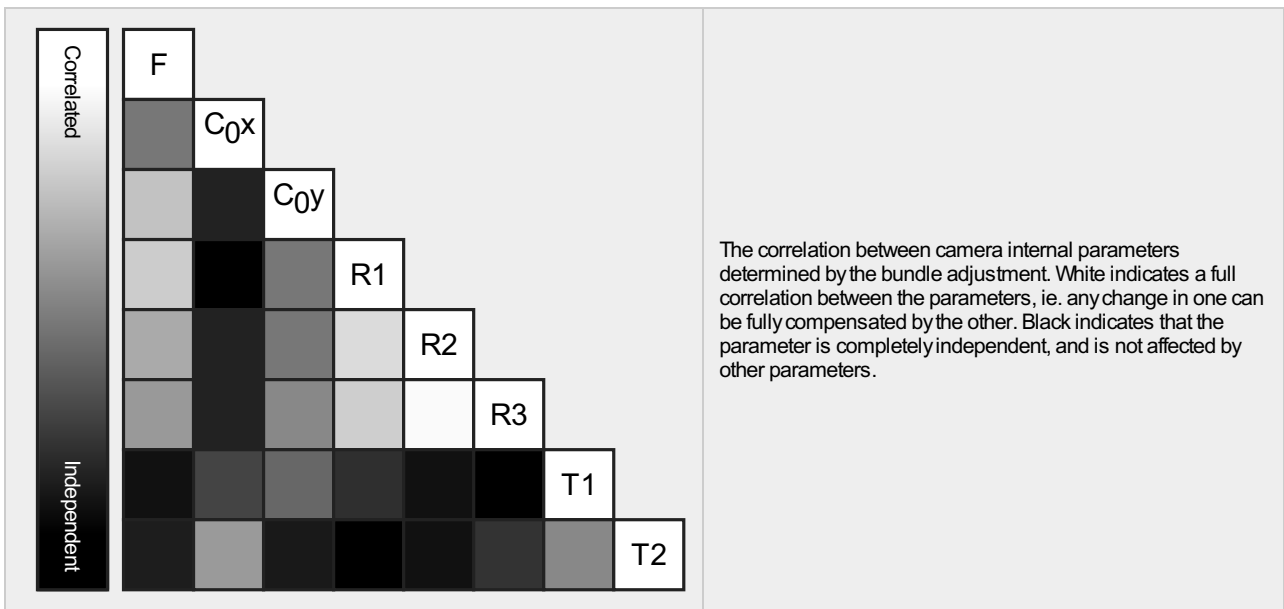 Correlated
Independent
F
C0x
C0y
R1
R2
R3
T1
T2
The correlation between camera internal parameters
determined by the bundle adjustment. White indicates a full
correlation between the parameters, ie. any change in one can
be fully compensated by the other. Black indicates that the
parameter is completely independent, and is not affected by
other parameters.